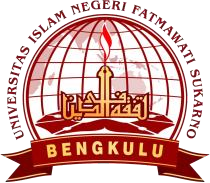 UNIVERSITAS ISLAM NEGERI FATMAWATI SUKARNO
BENGKULU